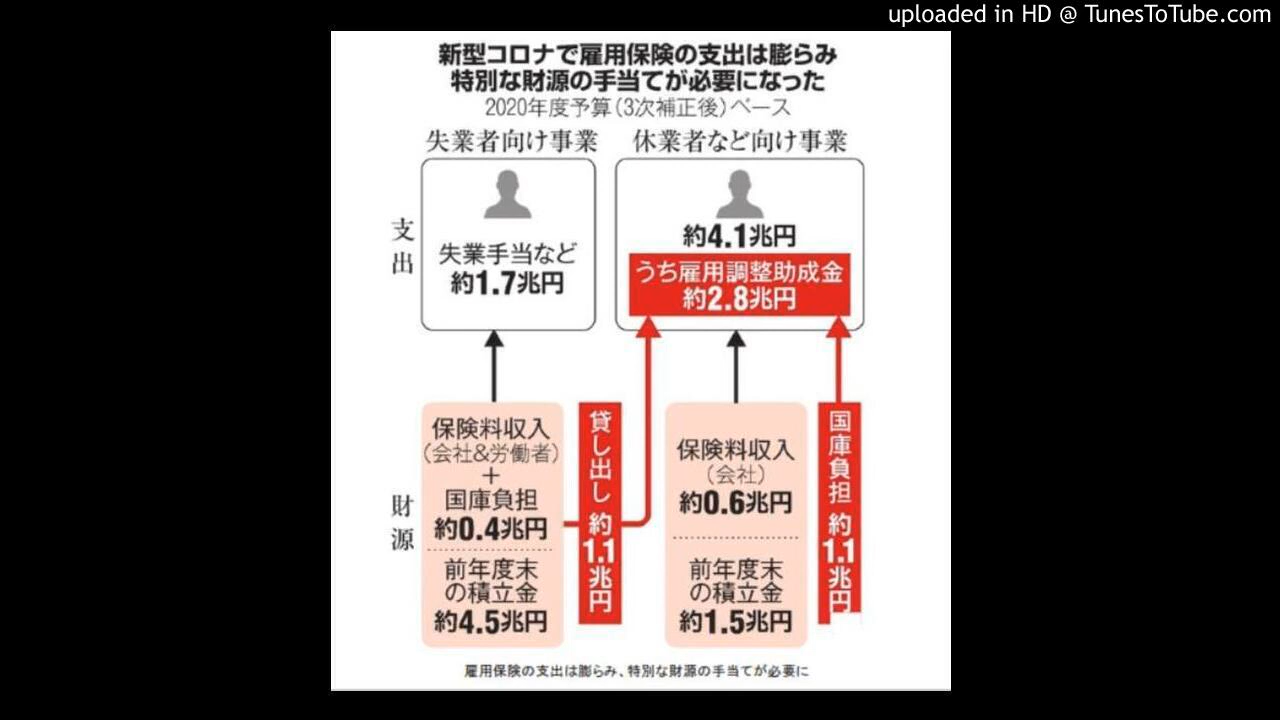 uploaded in HD @ TunesToTube.com
新型コロナで雇用保険の支出は膨らみ
特別な財源の手当てが必要になった
2020年度予算(3次補正後)ベース
失業者向け事業
休業者など向け事業
支出
失業手当など
約1.7兆円
約4.1兆円
うち雇用調整助成金
約2.8兆円
財源
保険料収入
(会社&労働者)
+
国庫負担
約0.4兆円
前年度末
の積立金
約4.5兆円
貸し出し 約1.1兆円
保険料収入
(会社)
約0.6兆円
前年度末
の積立金
約1.5兆円
国庫負担 約1.1兆円
雇用保険の支出は膨らみ、特別な財源の手当てが必要に